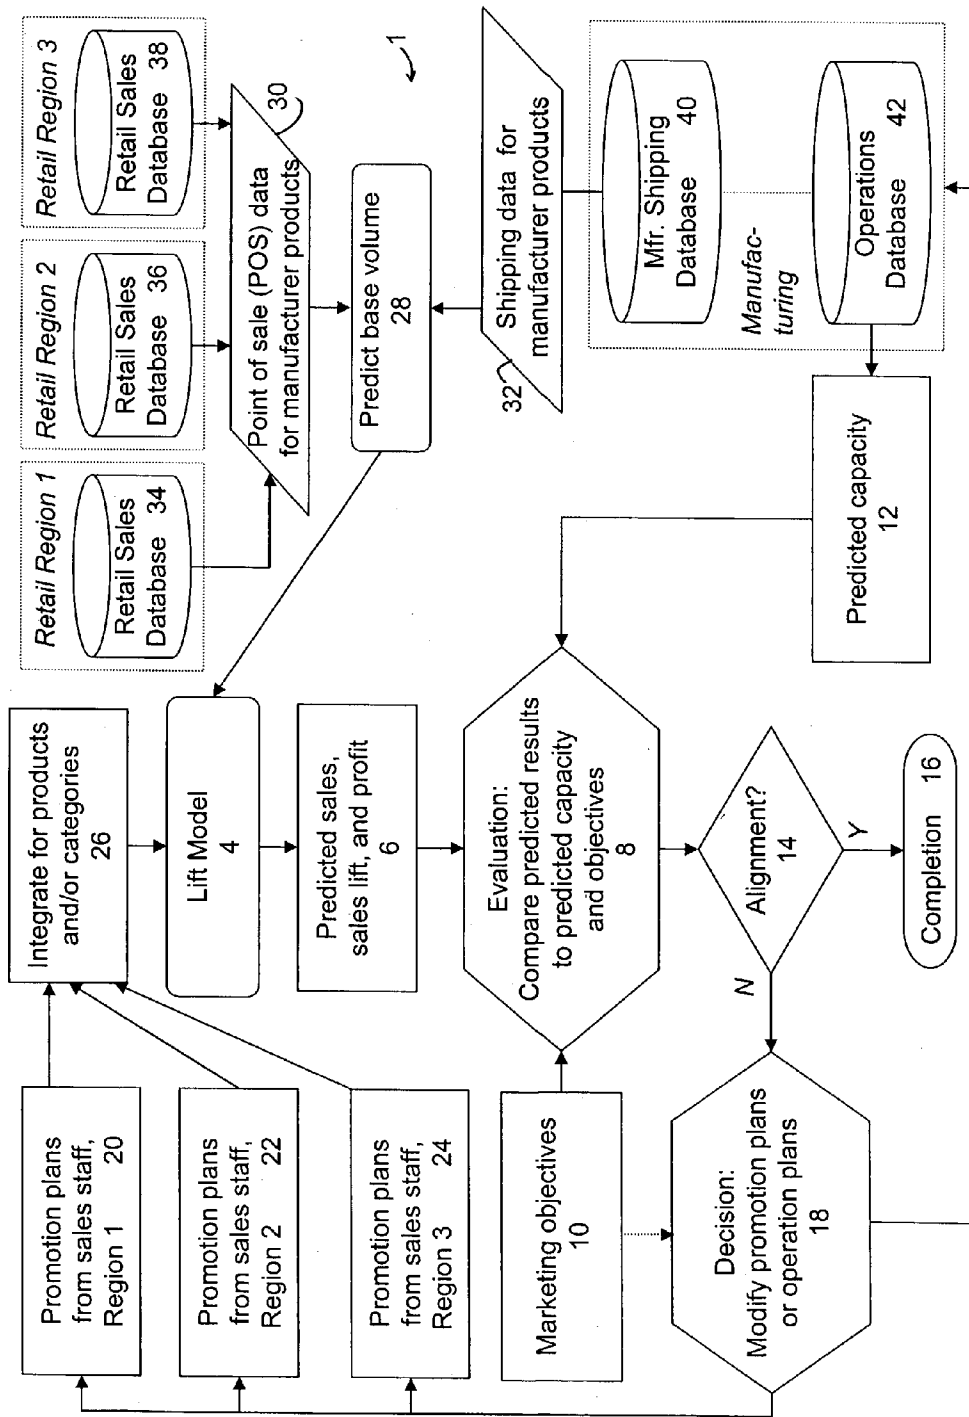 Promotion plans
from sales staff,
Region 1 20
Promotion plans
from sales staff,
Region 2 22
Promotion plans
from sales staff,
Region 3 24
Integrate for products
and/or categories
26
Lift Model
4
Predicted sales,
sales lift, and profit
6
Retail Region 1
Retail Sales
Database 34
Retail Region 2
Retail Sales
Database 36
Retail Region 3
Retail Sales
Database 38
Point of sale (POS) data
for manufacturer products
30
Predict base volume
28
1
Marketing objectives
10
Evaluation:
Compare predicted results
to predicted capacity
and objectives
8
32
Shipping data for
manufacturer products
Mfr. Shipping
Database 40
Manufac-
turing
Operations
Database 42
Predicted capacity
12
Alignment?
14
N
Y
Decision:
Modify promotion plans
or operation plans
18
Completion 16